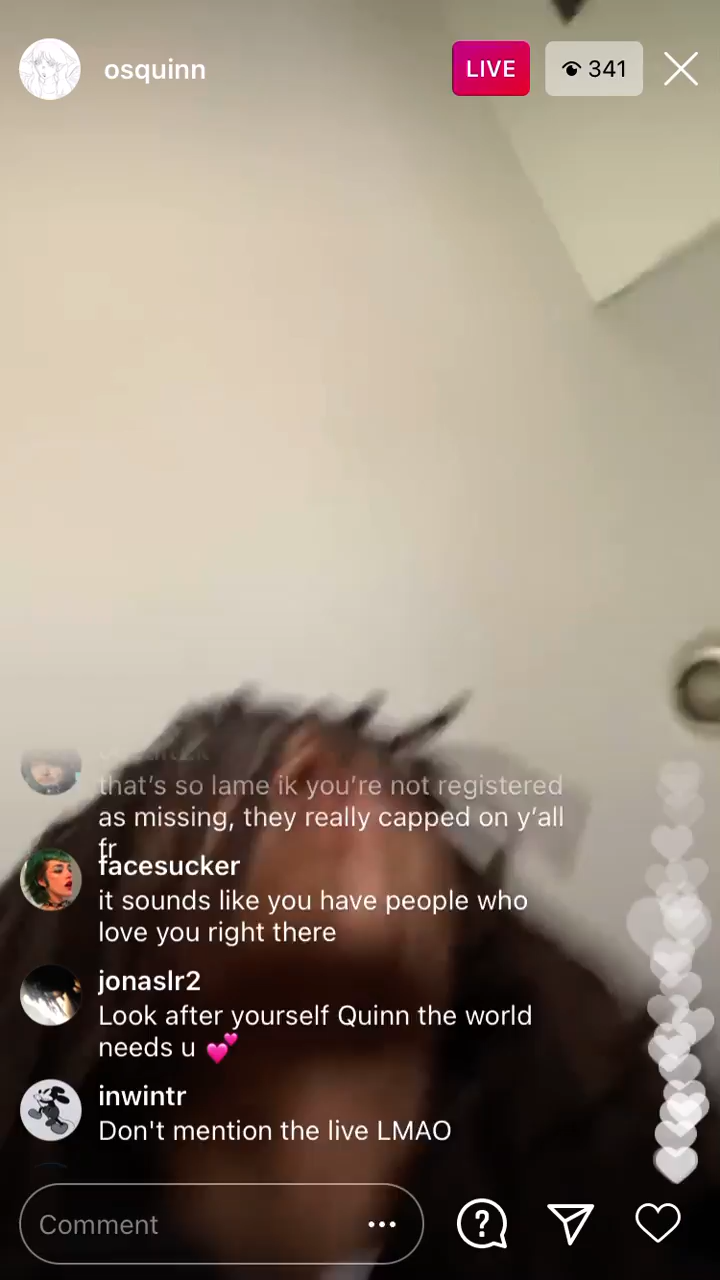 osquinn
LIVE
341
that's so lame ik you're not registered
as missing, they really capped on y'all
fr
facesucker
it sounds like you have people who
love you right there
jonaslr2
Look after yourself Quinn the world
needs u 💕
inwintr
Don't mention the live LMAO
Comment